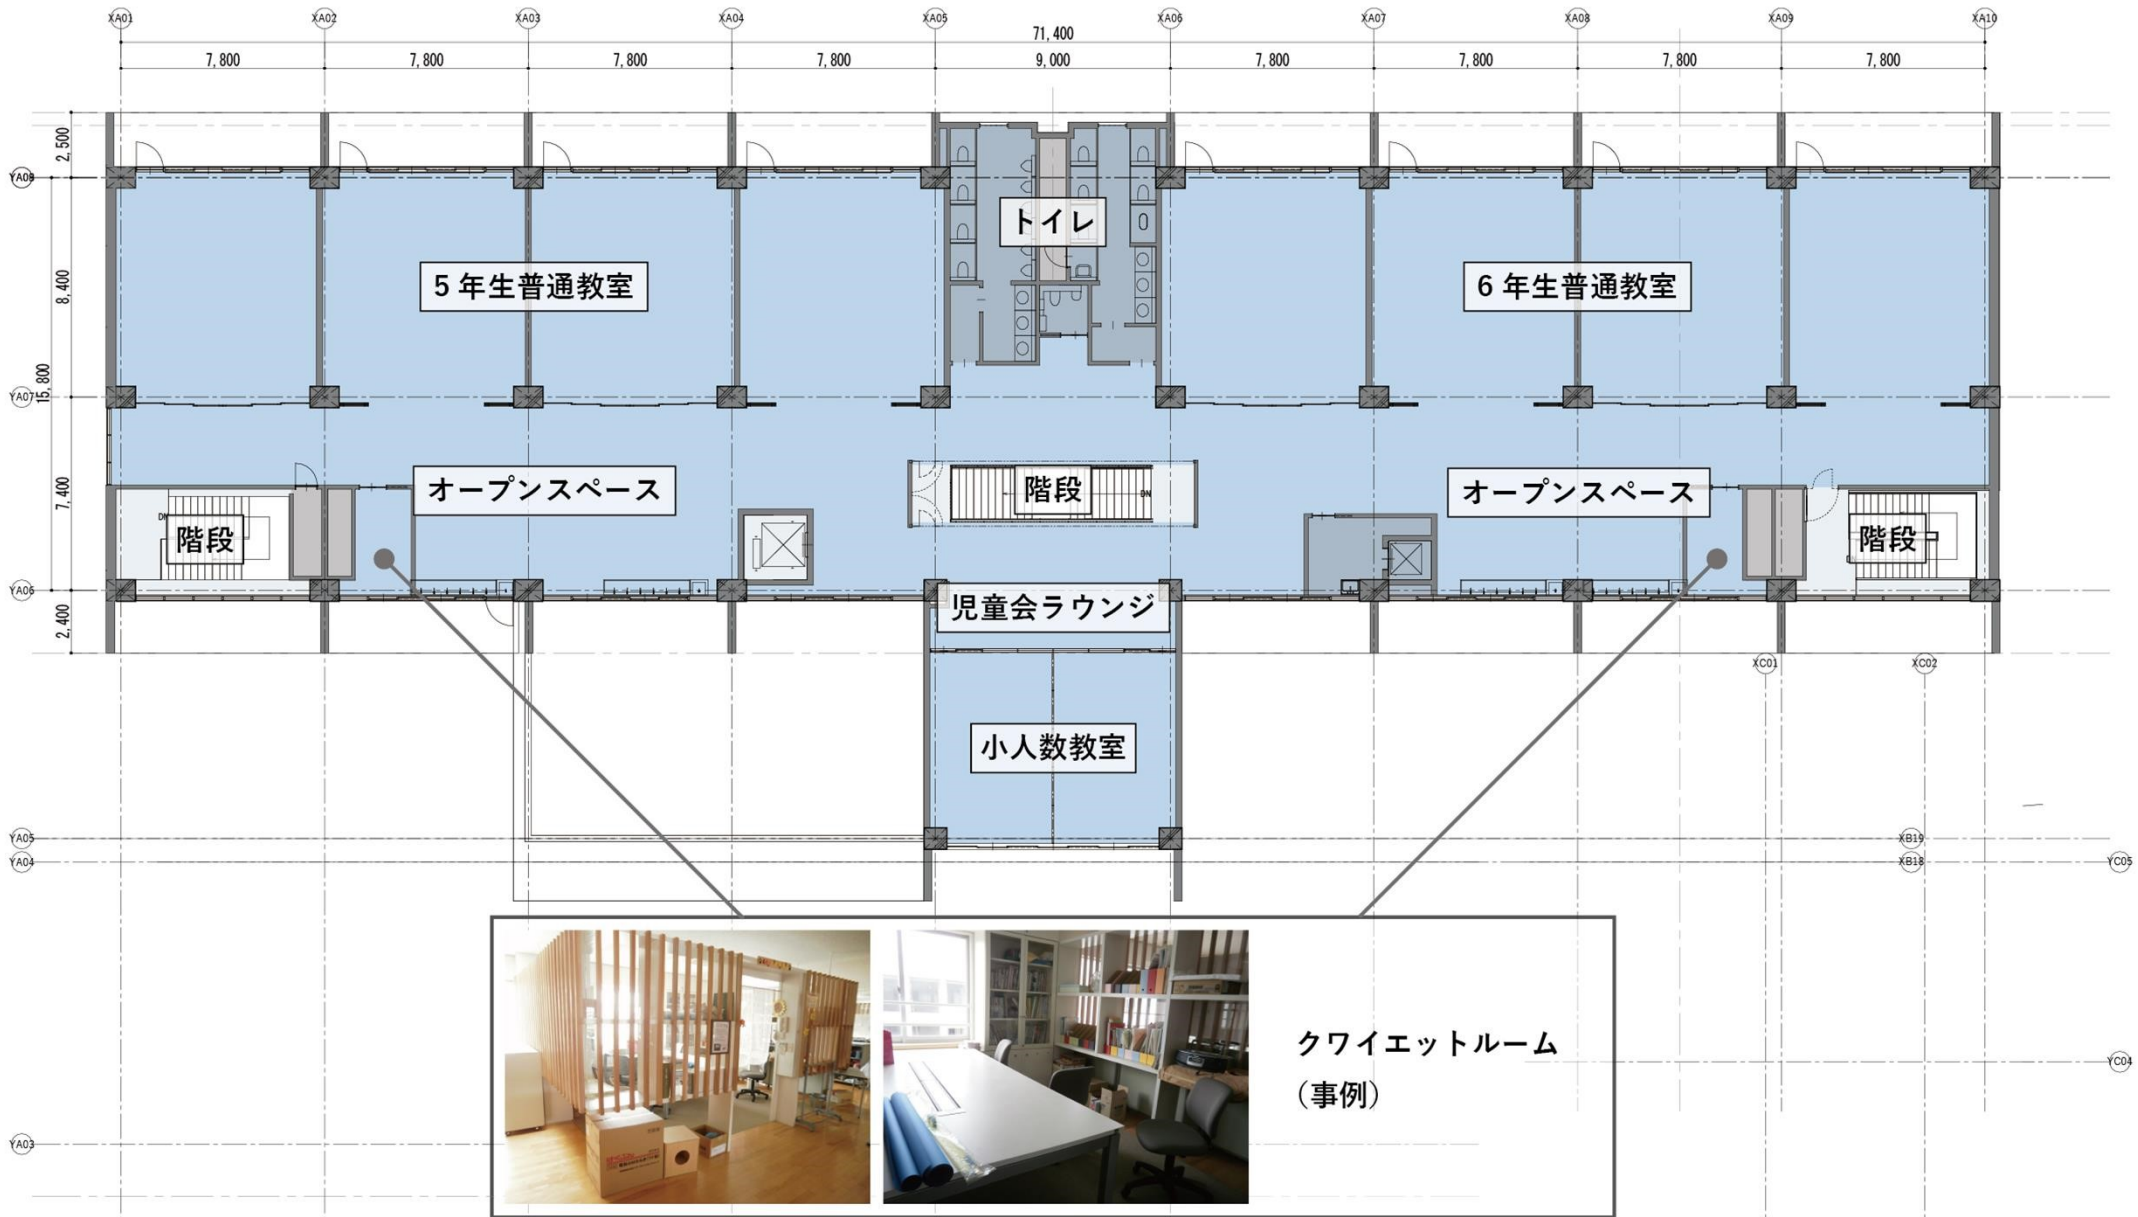 XA01 XA02 XA03 XA04 XA05 XA06 XA07 XA08 XA09 XA10
71,400
7,800 7,800 7,800 7,800 9,000 7,800 7,800 7,800 7,800
2,500
YA07
8,400
15,800
7,400
YA06
2,400
トイレ
5年生普通教室
6年生普通教室
オープンスペース
階段
DN
オープンスペース
階段
階段
児童会ラウンジ
XC01 XC02
小人数教室
YA05
XB19
YA04
XB18
YC05
クワイエットルーム
（事例）
YC04
YA03